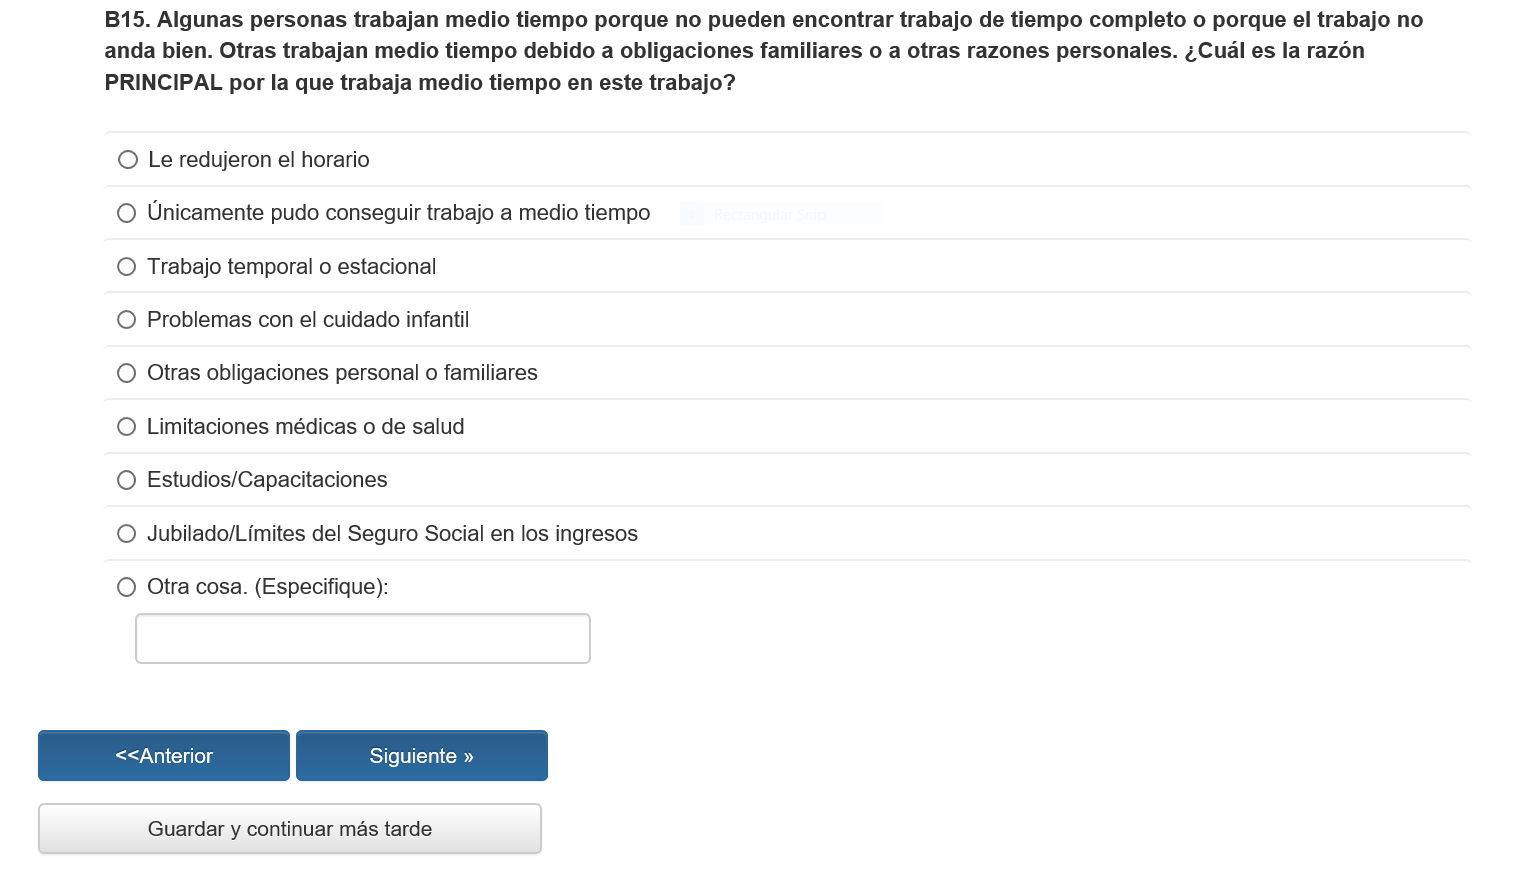 B15. Algunas personas trabajan medio tiempo porque no pueden encontrar trabajo de tiempo completo o porque el trabajo no
anda bien. Otras trabajan medio tiempo debido a obligaciones familiares o a otras razones personales. ¿Cuál es la razón
PRINCIPAL por la que trabaja medio tiempo en este trabajo?
Le redujeron el horario
Únicamente pudo conseguir trabajo a medio tiempo
Rectangular Snip
Trabajo temporal o estacional
Problemas con el cuidado infantil
Otras obligaciones personal o familiares
Limitaciones médicas o de salud
Estudios/Capacitaciones
Jubilado/Límites del Seguro Social en los ingresos
Otra cosa. (Especifique):
<<Anterior
Siguiente »
Guardar y continuar más tarde